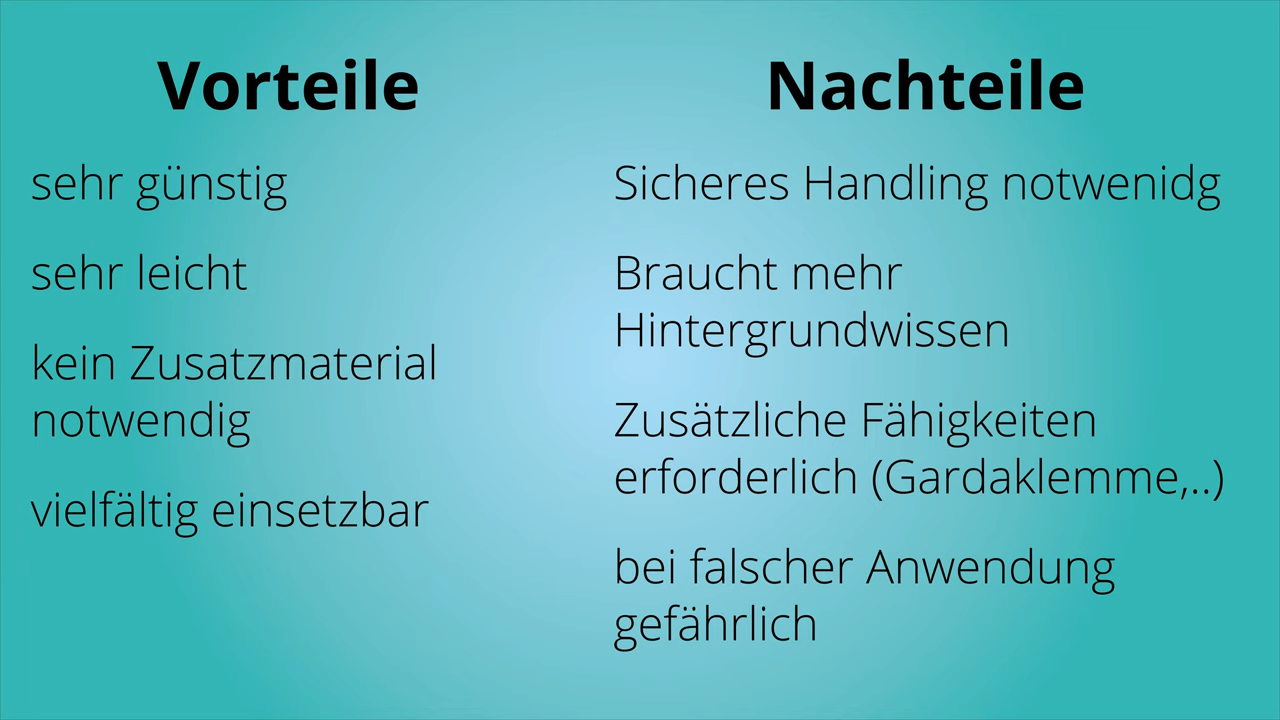 Vorteile
sehr günstig
sehr leicht
kein Zusatzmaterial
notwendig
vielfältig einsetzbar
Nachteile
Sicheres Handling notwenidg
Braucht mehr
Hintergrundwissen
Zusätzliche Fähigkeiten
erforderlich (Gardaklemme,..)
bei falscher Anwendung
gefährlich